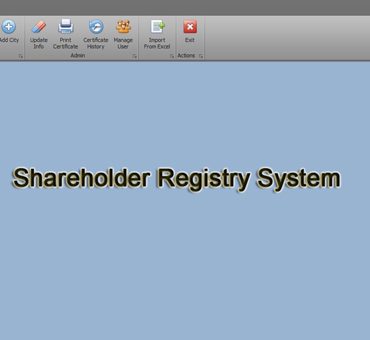 Add City
Update Info
Print Certificate
Certificate History
Manage User
Import From Excel
Exit
Admin
Actions
Shareholder Registry System